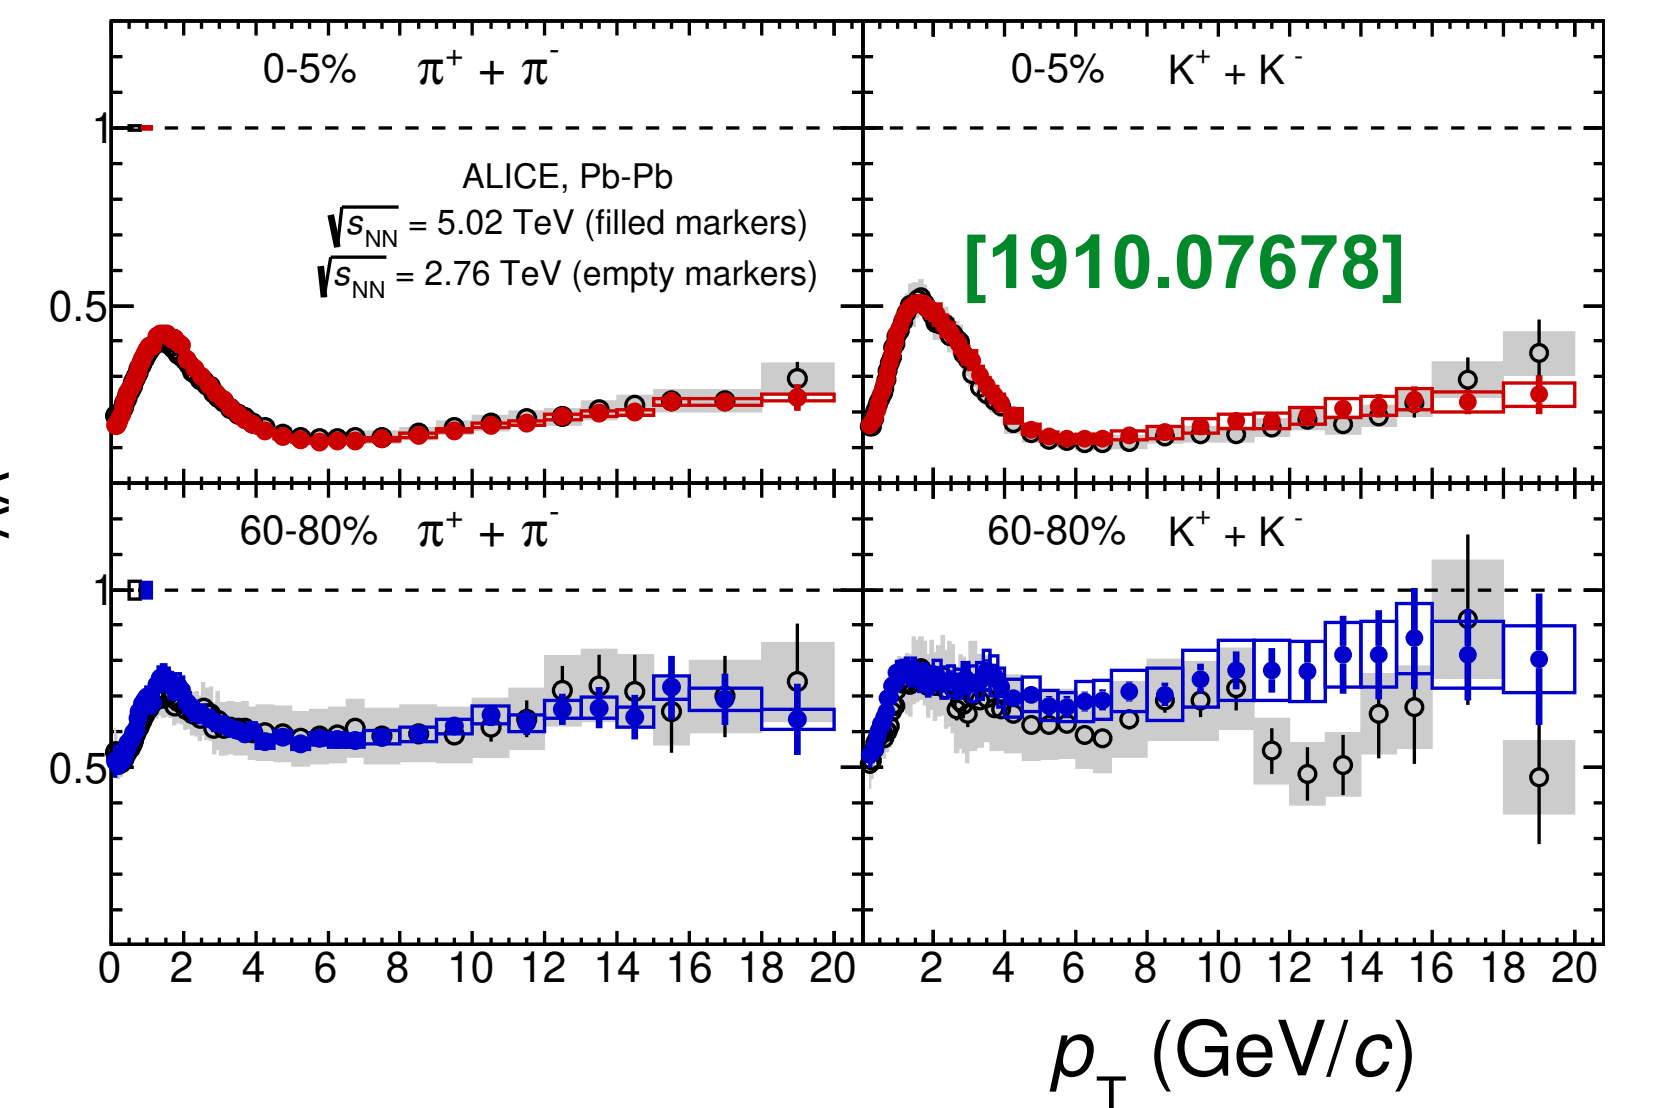 0-5% π+ + π-
0-5% K+ + K-
1
ALICE, Pb-Pb
√sNN = 5.02 TeV (filled markers)
√sNN = 2.76 TeV (empty markers)
[1910.07678]
0.5
60-80% π+ + π-
60-80% K+ + K-
1
0.5
0 2 4 6 8 10 12 14 16 18 20 2 4 6 8 10 12 14 16 18 20
pT (GeV/c)